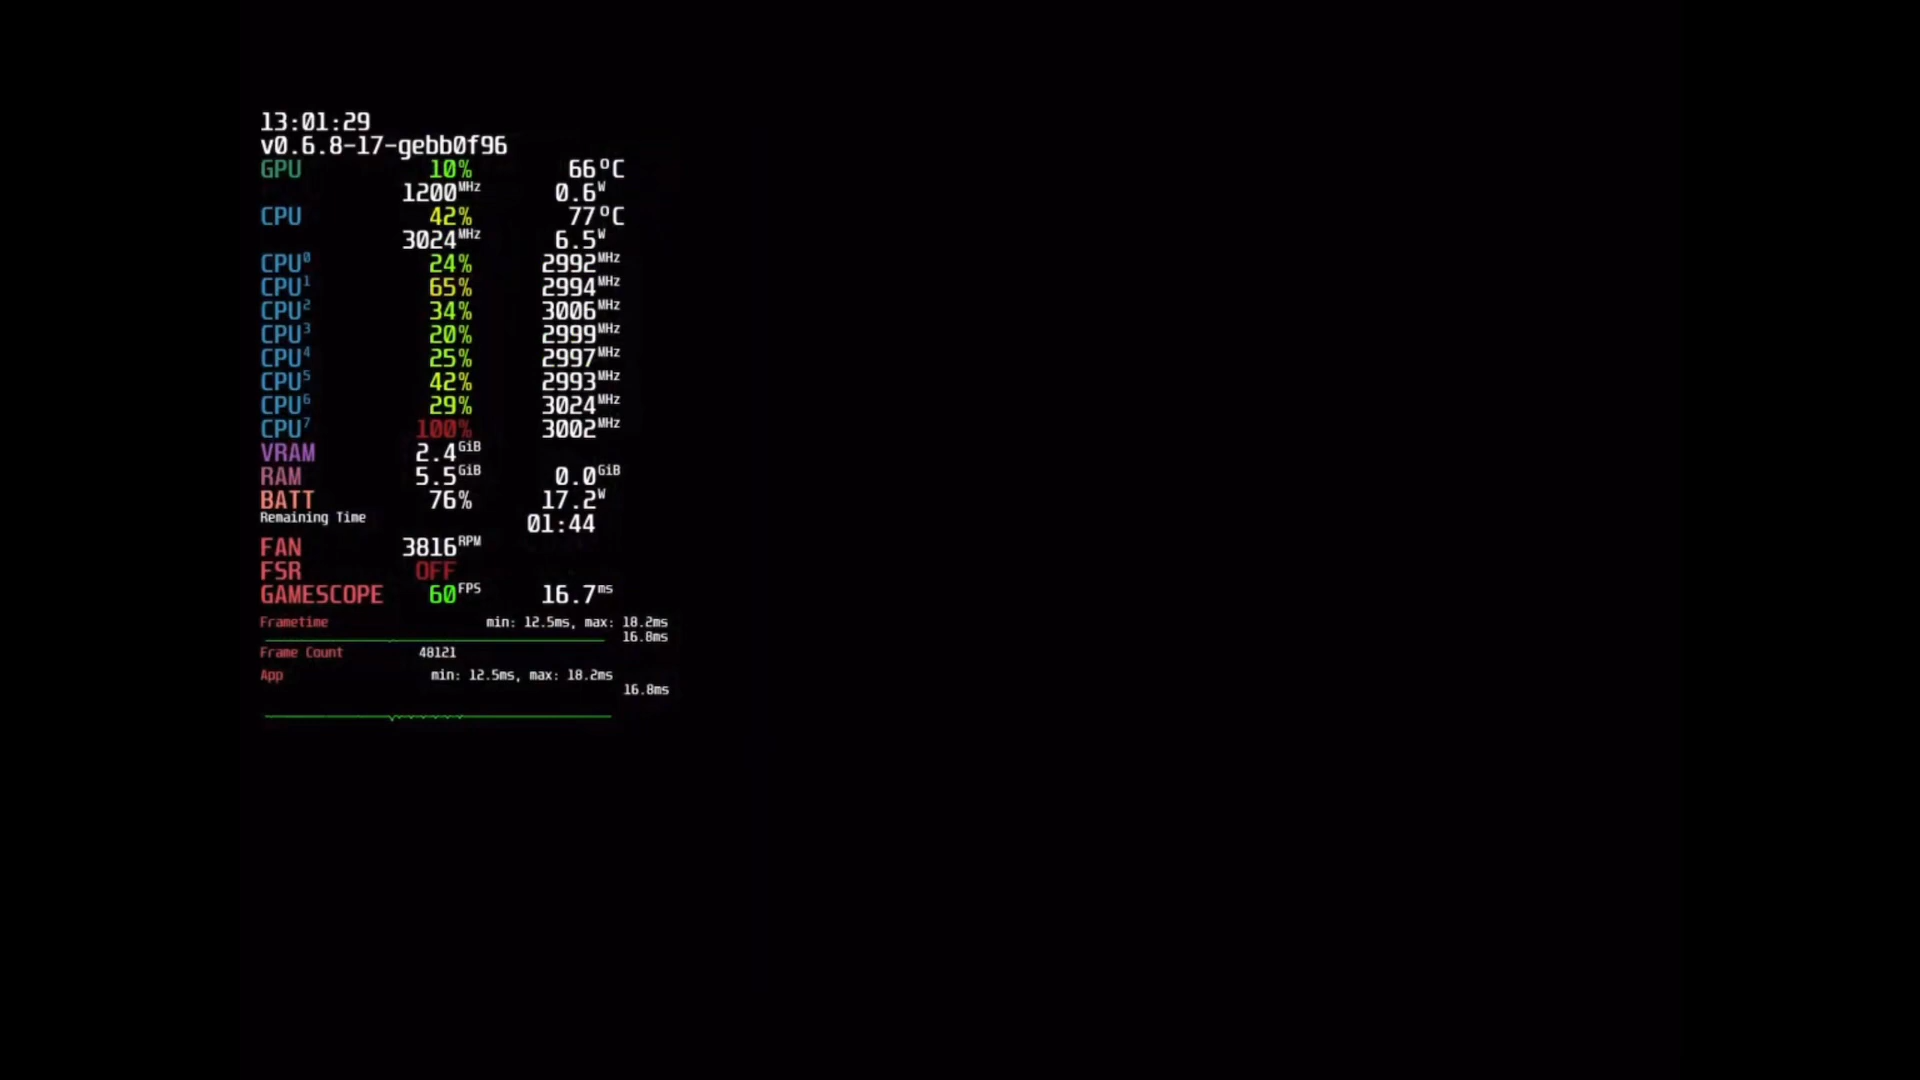 13:01:29
v0.6.8-17-gebb0f96
GPU 10% 66°C
1200MHz 0.6W
CPU 42% 77°C
3024MHz 6.5W
CPU0 24% 2992MHz
CPU1 65% 2994MHz
CPU2 34% 3006MHz
CPU3 20% 2999MHz
CPU4 25% 2997MHz
CPU5 42% 2993MHz
CPU6 29% 3024MHz
CPU7 100% 3002MHz
VRAM 2.4GiB
RAM 5.5GiB 0.0GiB
BATT 76% 17.2W
Remaining Time 01:44
FAN 3816RPM
FSR OFF
GAMESCOPE 60FPS 16.7ms
Frametime min: 12.5ms, max: 18.2ms
16.8ms
Frame Count 48121
App min: 12.5ms, max: 18.2ms
16.8ms